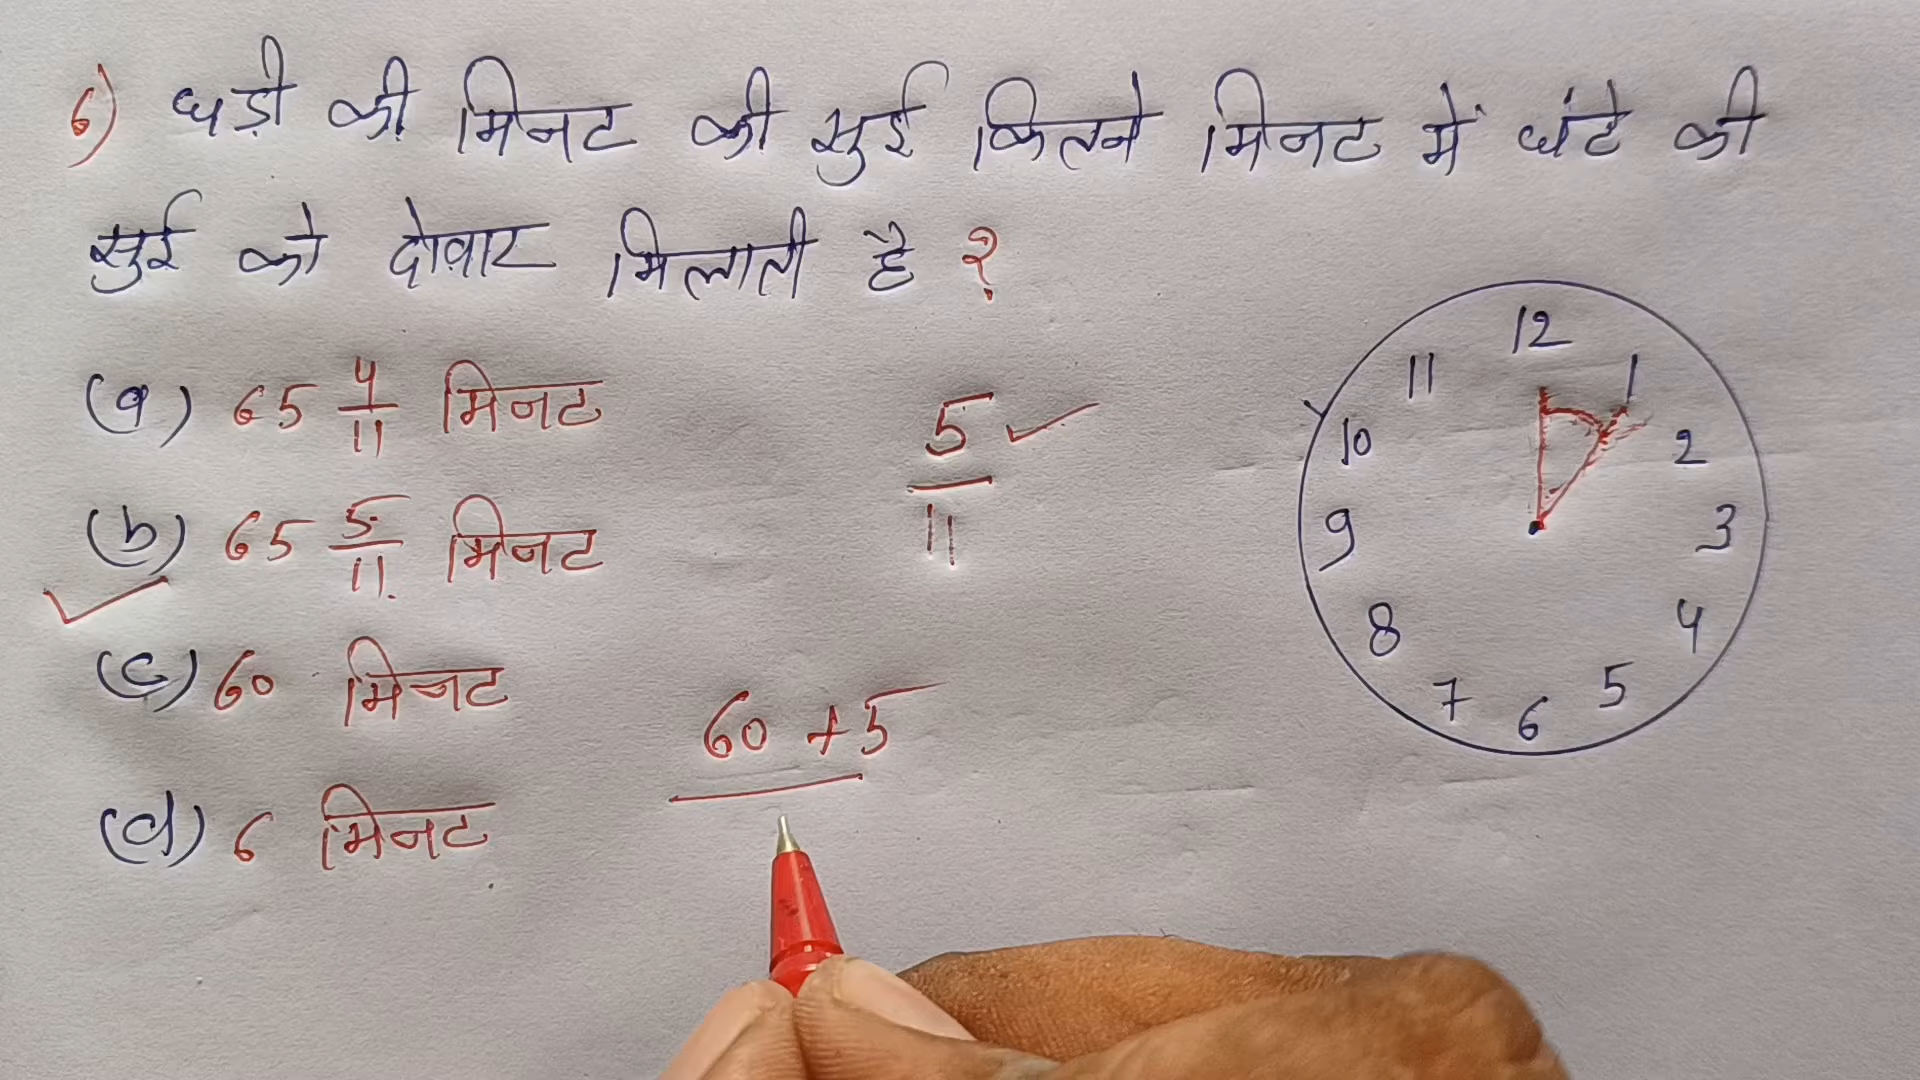 6) घड़ी की मिनट की सुई कितने मिनट में घंटे की
सुई को दोबार मिलाती है ?
(a) 65 4/11 मिनट
(b) 65 5/11 मिनट
(c) 60 मिनट
(d) 6 मिनट
5/11
60 + 5
12
1
2
3
4
5
6
7
8
9
10
11